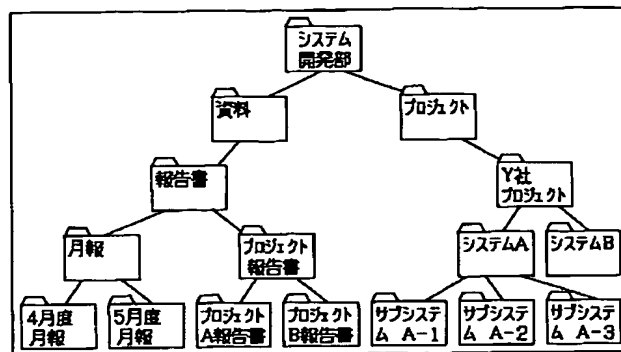 システム
開発部
資料
プロジェクト
報告書
Y社
プロジェクト
月報
プロジェクト
報告書
システムA
システムB
4月度
月報
5月度
月報
プロジェクト
A報告書
プロジェクト
B報告書
サブシステ
ム A-1
サブシステ
ム A-2
サブシステ
ム A-3